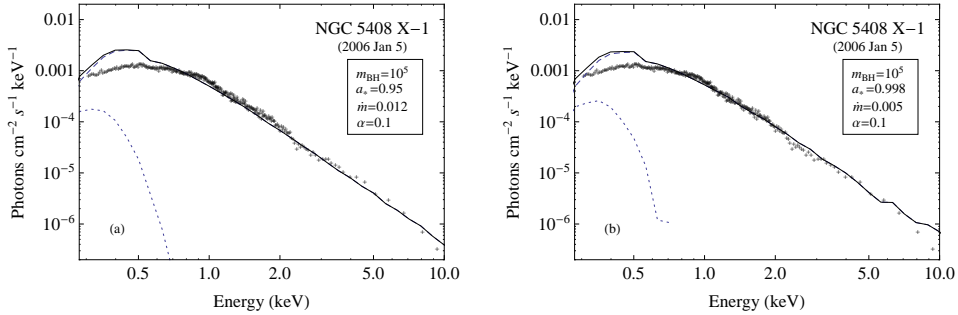 NGC 5408 X−1
(2006 Jan 5)
m_BH=10^5
a_*=0.95
ṁ=0.012
α=0.1
(a)
0.01
0.001
10^−4
10^−5
10^−6
Photons cm^−2 s^−1 keV^−1
0.5 1.0 2.0 5.0 10.0
Energy (keV)
NGC 5408 X−1
(2006 Jan 5)
m_BH=10^5
a_*=0.998
ṁ=0.005
α=0.1
(b)
0.01
0.001
10^−4
10^−5
10^−6
Photons cm^−2 s^−1 keV^−1
0.5 1.0 2.0 5.0 10.0
Energy (keV)